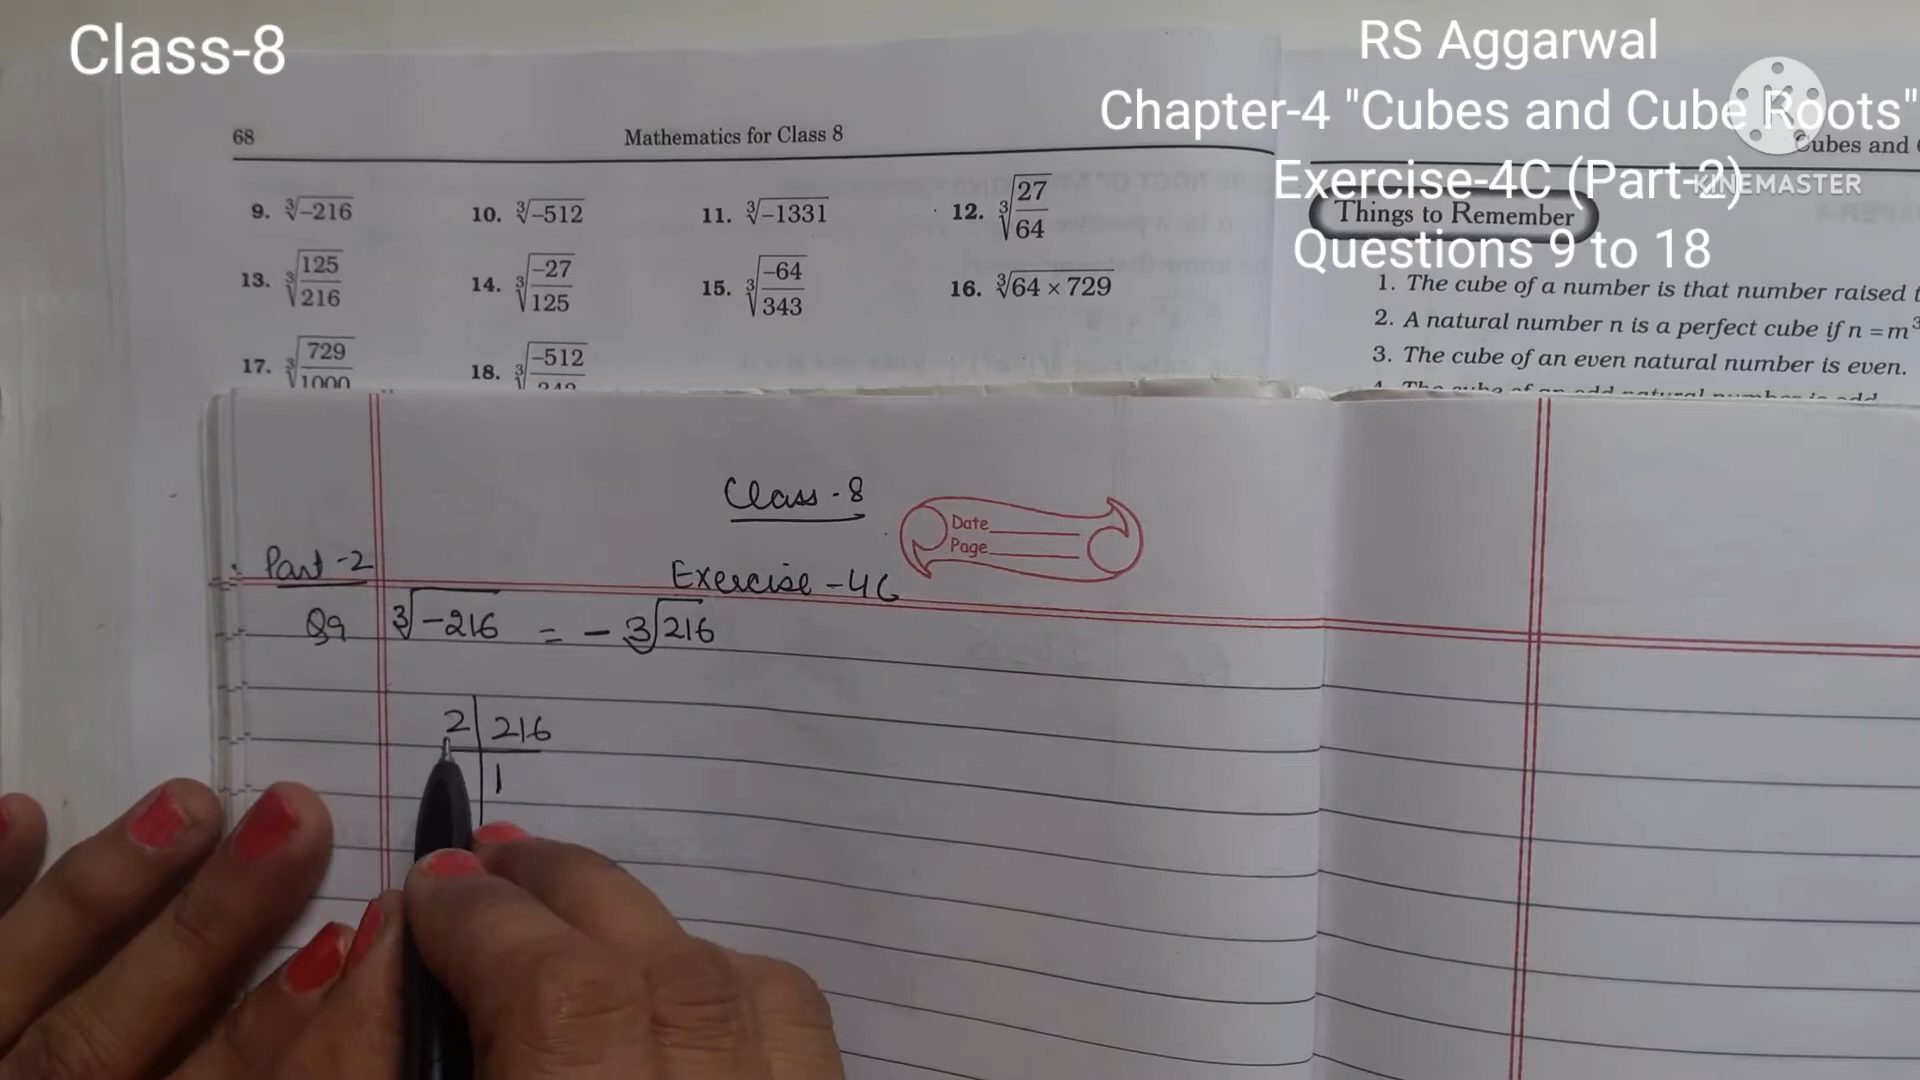 Class-8
RS Aggarwal
Chapter-4 "Cubes and Cube Roots"
Exercise-4C (Part-2)
Questions 9 to 18
KINEMASTER
68 Mathematics for Class 8
9. ∛-216 10. ∛-512 11. ∛-1331 12. ∛27/64
13. ∛125/216 14. ∛-27/125 15. ∛-64/343 16. ∛64 × 729
17. ∛729/1000 18. ∛-512
Cubes and
Things to Remember
1. The cube of a number is that number raised
2. A natural number n is a perfect cube if n = m³
3. The cube of an even natural number is even.
Class - 8
Date
Page
Part - 2
Exercise - 4C
Q9 ∛-216 = - ∛216
2 | 216
1